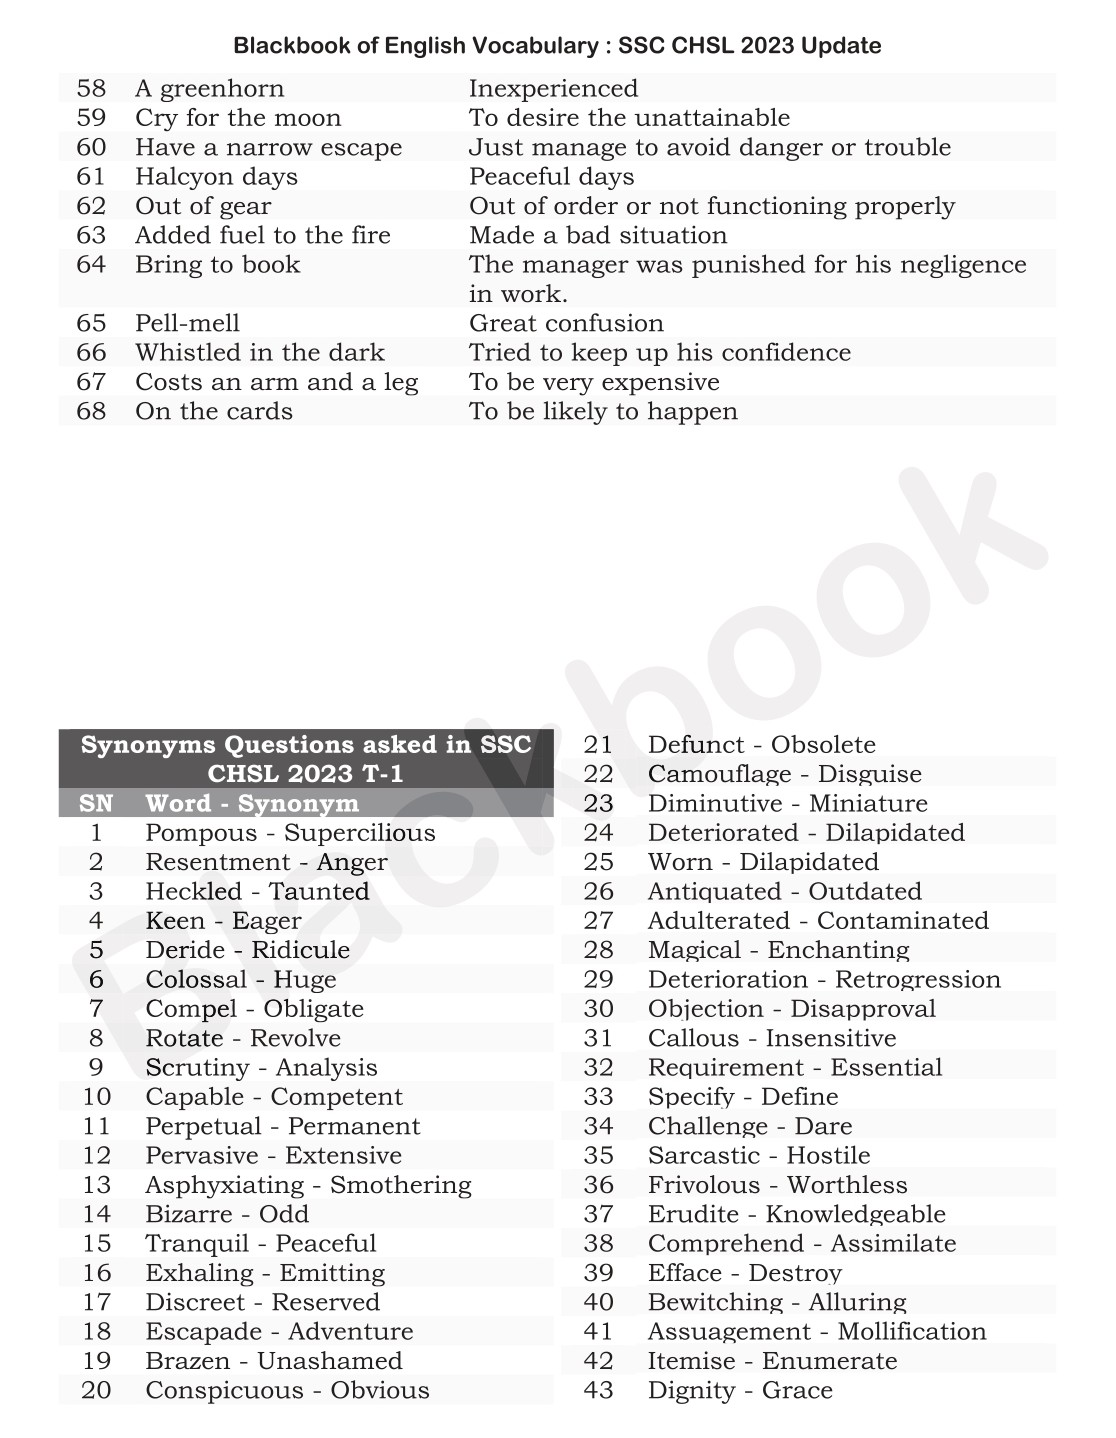 Blackbook of English Vocabulary : SSC CHSL 2023 Update
58 A greenhorn Inexperienced
59 Cry for the moon To desire the unattainable
60 Have a narrow escape Just manage to avoid danger or trouble
61 Halcyon days Peaceful days
62 Out of gear Out of order or not functioning properly
63 Added fuel to the fire Made a bad situation
64 Bring to book The manager was punished for his negligence
in work.
65 Pell-mell Great confusion
66 Whistled in the dark Tried to keep up his confidence
67 Costs an arm and a leg To be very expensive
68 On the cards To be likely to happen
Blackbook
Synonyms Questions asked in SSC
CHSL 2023 T-1
SN Word - Synonym
1 Pompous - Supercilious
2 Resentment - Anger
3 Heckled - Taunted
4 Keen - Eager
5 Deride - Ridicule
6 Colossal - Huge
7 Compel - Obligate
8 Rotate - Revolve
9 Scrutiny - Analysis
10 Capable - Competent
11 Perpetual - Permanent
12 Pervasive - Extensive
13 Asphyxiating - Smothering
14 Bizarre - Odd
15 Tranquil - Peaceful
16 Exhaling - Emitting
17 Discreet - Reserved
18 Escapade - Adventure
19 Brazen - Unashamed
20 Conspicuous - Obvious
21 Defunct - Obsolete
22 Camouflage - Disguise
23 Diminutive - Miniature
24 Deteriorated - Dilapidated
25 Worn - Dilapidated
26 Antiquated - Outdated
27 Adulterated - Contaminated
28 Magical - Enchanting
29 Deterioration - Retrogression
30 Objection - Disapproval
31 Callous - Insensitive
32 Requirement - Essential
33 Specify - Define
34 Challenge - Dare
35 Sarcastic - Hostile
36 Frivolous - Worthless
37 Erudite - Knowledgeable
38 Comprehend - Assimilate
39 Efface - Destroy
40 Bewitching - Alluring
41 Assuagement - Mollification
42 Itemise - Enumerate
43 Dignity - Grace